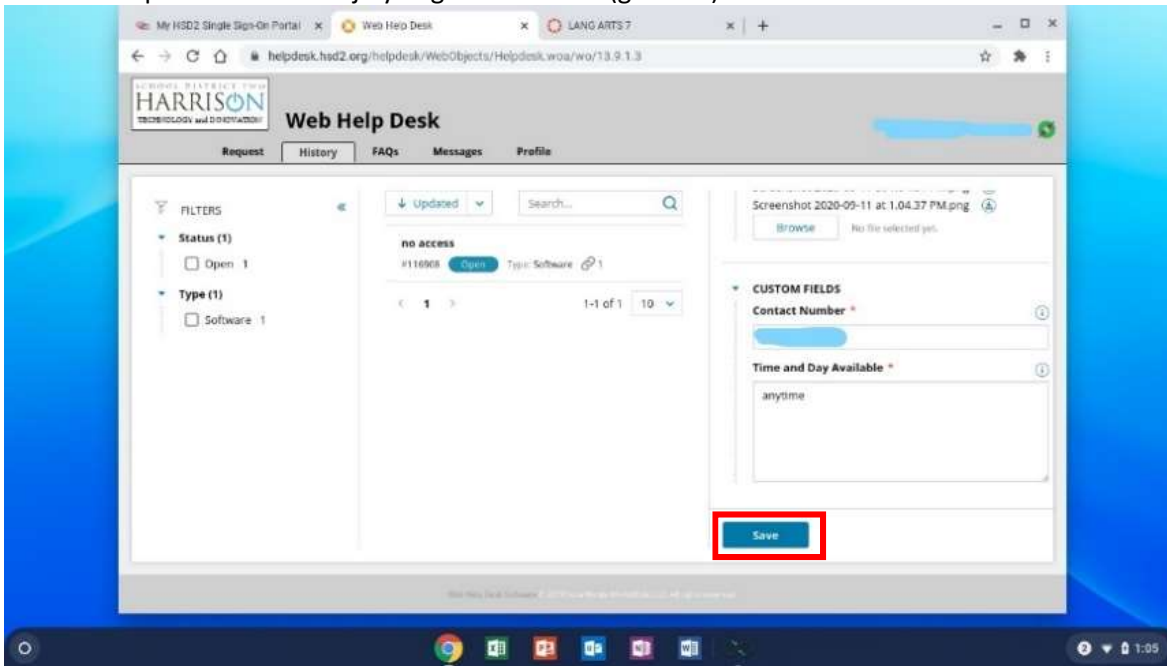 My HSD2 Single Sign-On Portal
Web Help Desk
LANG ARTS 7
helpdesk.hsd2.org/helpdesk/WebObjects/Helpdesk.woa/wo/13.9.1.3
SCHOOL DISTRICT TWO
HARRISON
TECHNOLOGY and INNOVATION
Web Help Desk
Request History FAQs Messages Profile
FILTERS
Status (1)
Open 1
Type (1)
Software 1
Updated
Search...
no access
#116908 Open Type: Software 1
1
1-1 of 1 10
Screenshot 2020-09-11 at 1.04.37 PM.png
Browse No file selected yet.
CUSTOM FIELDS
Contact Number *
Time and Day Available *
anytime
Save
2 1:05